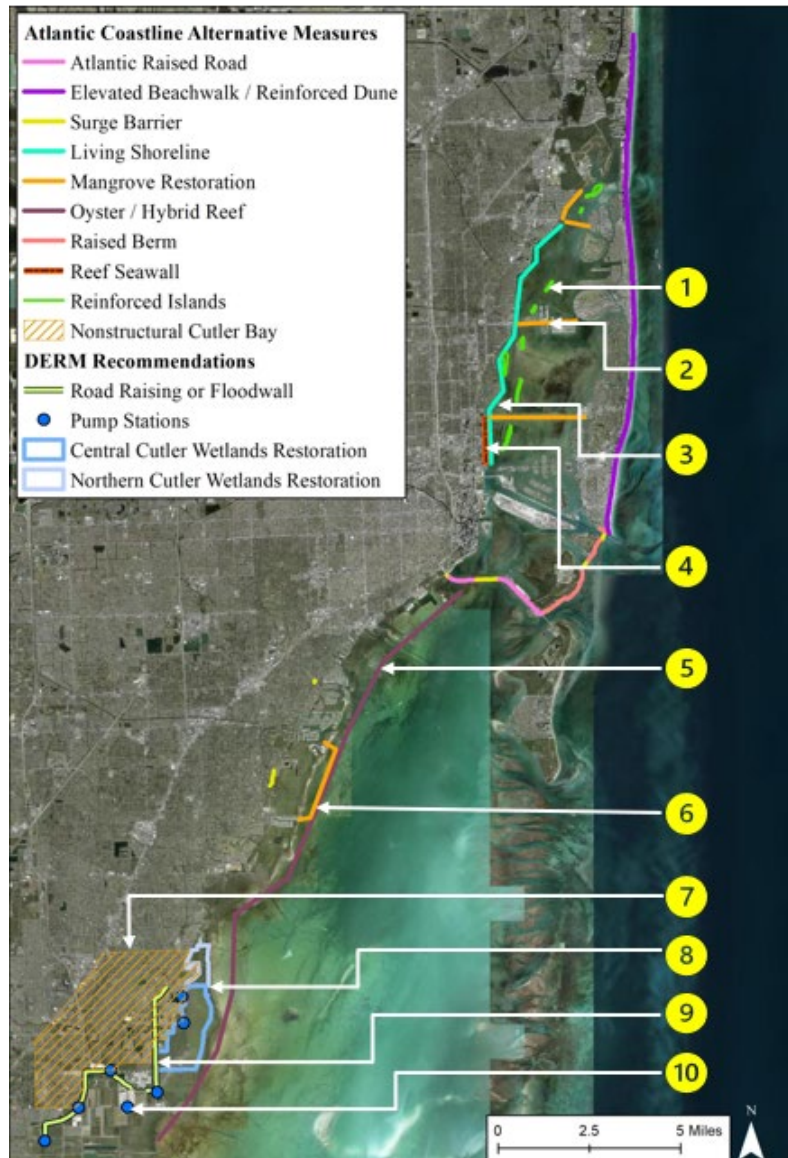 Atlantic Coastline Alternative Measures
Atlantic Raised Road
Elevated Beachwalk / Reinforced Dune
Surge Barrier
Living Shoreline
Mangrove Restoration
Oyster / Hybrid Reef
Raised Berm
Reef Seawall
Reinforced Islands
Nonstructural Cutler Bay
DERM Recommendations
Road Raising or Floodwall
Pump Stations
Central Cutler Wetlands Restoration
Northern Cutler Wetlands Restoration
1
2
3
4
5
6
7
8
9
10
N
0 2.5 5 Miles